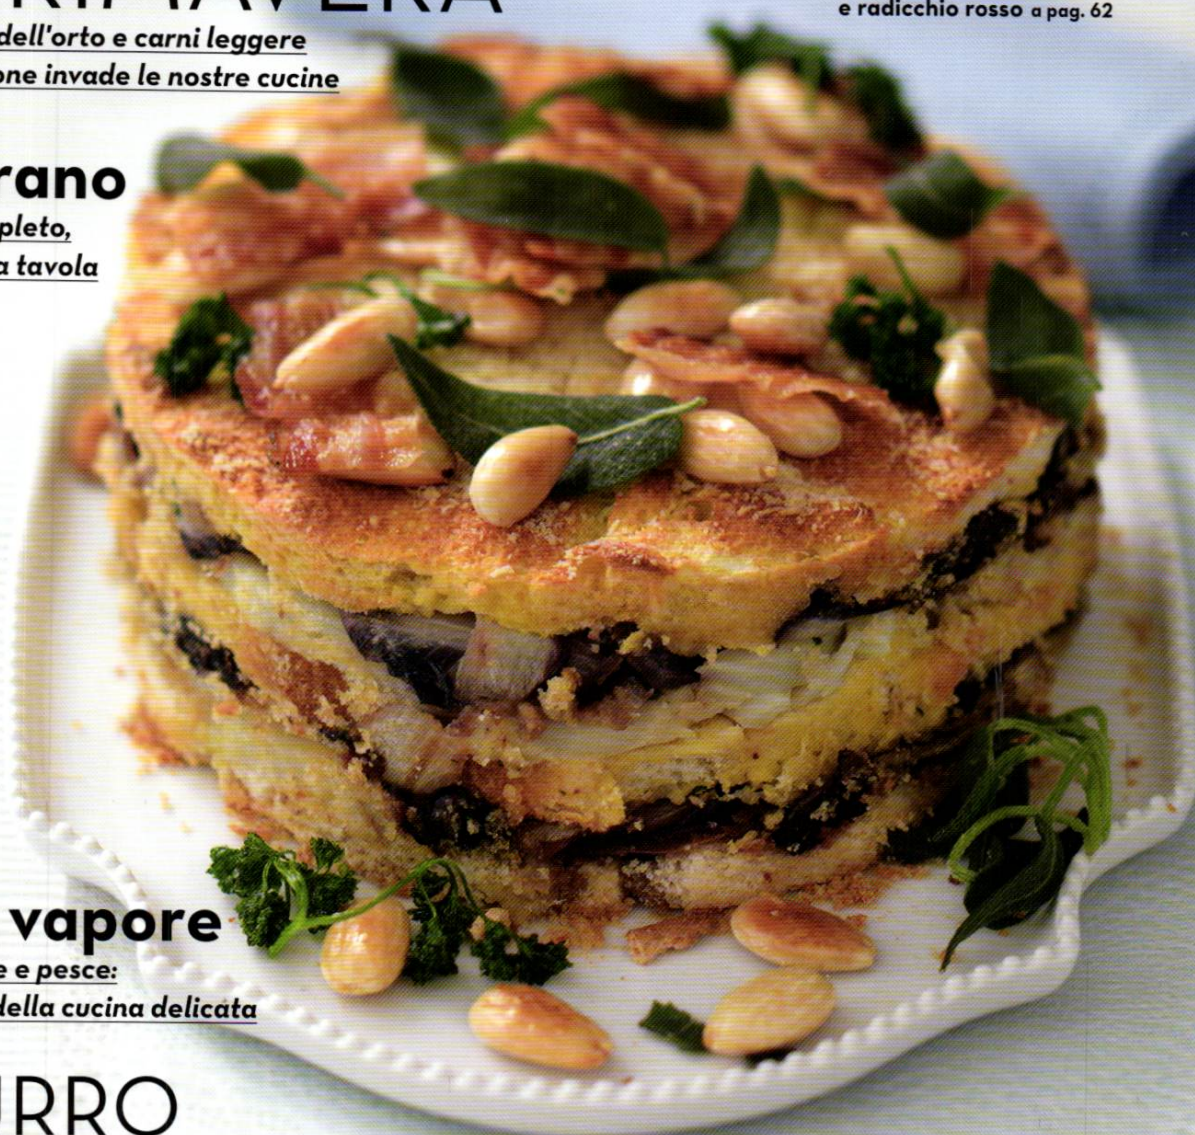 e radicchio rosso a pag. 62
dell'orto e carni leggere
one invade le nostre cucine
rano
pleto,
a tavola
vapore
e e pesce:
della cucina delicata
RRO